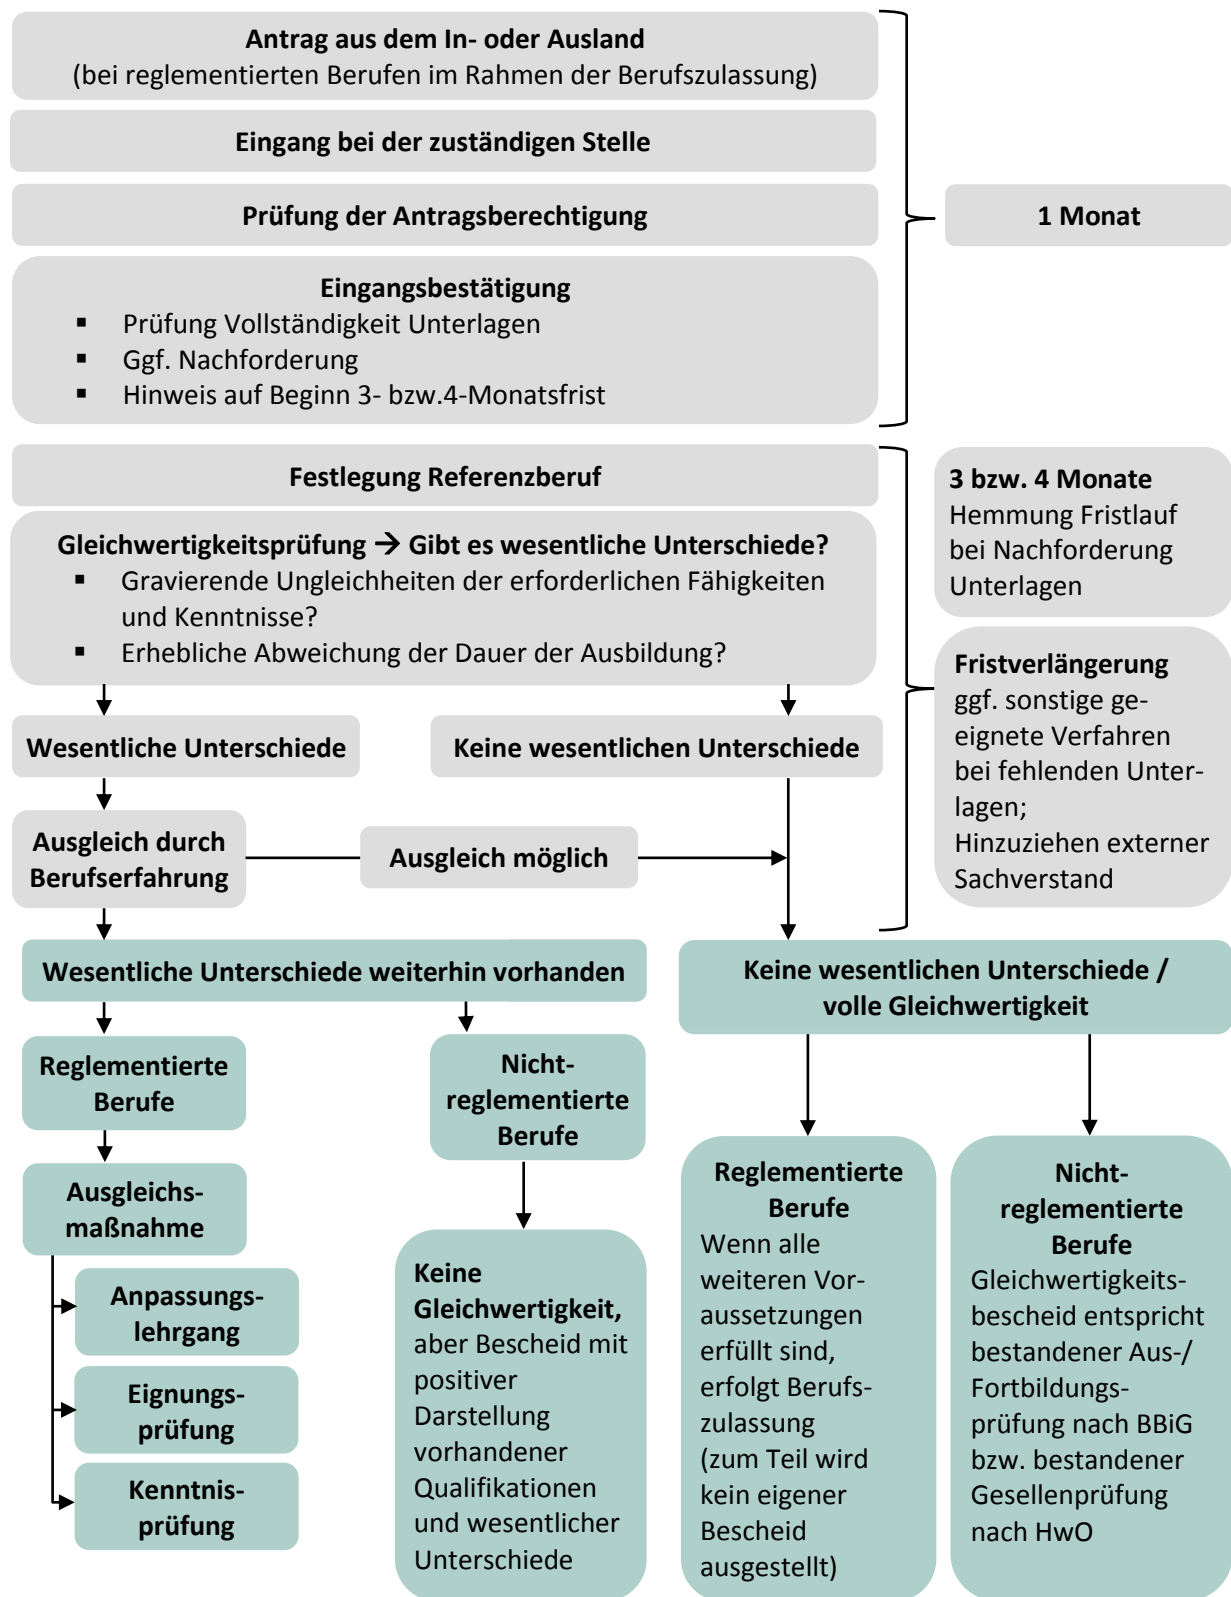 Antrag aus dem In- oder Ausland
(bei reglementierten Berufen im Rahmen der Berufszulassung)
Eingang bei der zuständigen Stelle
Prüfung der Antragsberechtigung
1 Monat
Eingangsbestätigung
▪ Prüfung Vollständigkeit Unterlagen
▪ Ggf. Nachforderung
▪ Hinweis auf Beginn 3- bzw.4-Monatsfrist
Festlegung Referenzberuf
3 bzw. 4 Monate
Hemmung Fristlauf
bei Nachforderung
Unterlagen
Gleichwertigkeitsprüfung → Gibt es wesentliche Unterschiede?
▪ Gravierende Ungleichheiten der erforderlichen Fähigkeiten
und Kenntnisse?
▪ Erhebliche Abweichung der Dauer der Ausbildung?
Fristverlängerung
ggf. sonstige ge-
eignete Verfahren
bei fehlenden Unter-
lagen;
Hinzuziehen externer
Sachverstand
Wesentliche Unterschiede
Keine wesentlichen Unterschiede
Ausgleich durch
Berufserfahrung
Ausgleich möglich
Wesentliche Unterschiede weiterhin vorhanden
Keine wesentlichen Unterschiede /
volle Gleichwertigkeit
Reglementierte
Berufe
Nicht-
reglementierte
Berufe
Ausgleichs-
maßnahme
Anpassungs-
lehrgang
Eignungs-
prüfung
Kenntnis-
prüfung
Keine
Gleichwertigkeit,
aber Bescheid mit
positiver
Darstellung
vorhandener
Qualifikationen
und wesentlicher
Unterschiede
Reglementierte
Berufe
Wenn alle
weiteren Vor-
aussetzungen
erfüllt sind,
erfolgt Berufs-
zulassung
(zum Teil wird
kein eigener
Bescheid
ausgestellt)
Nicht-
reglementierte
Berufe
Gleichwertigkeits-
bescheid entspricht
bestandener Aus-/
Fortbildungs-
prüfung nach BBiG
bzw. bestandener
Gesellenprüfung
nach HwO